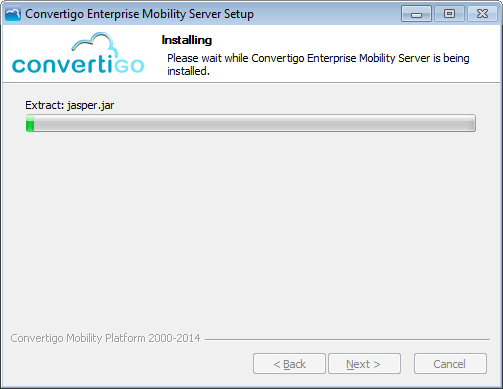 Convertigo Enterprise Mobility Server Setup
convertigo
Installing
Please wait while Convertigo Enterprise Mobility Server is being
installed.
Extract: jasper.jar
Convertigo Mobility Platform 2000-2014
< Back
Next >
Cancel